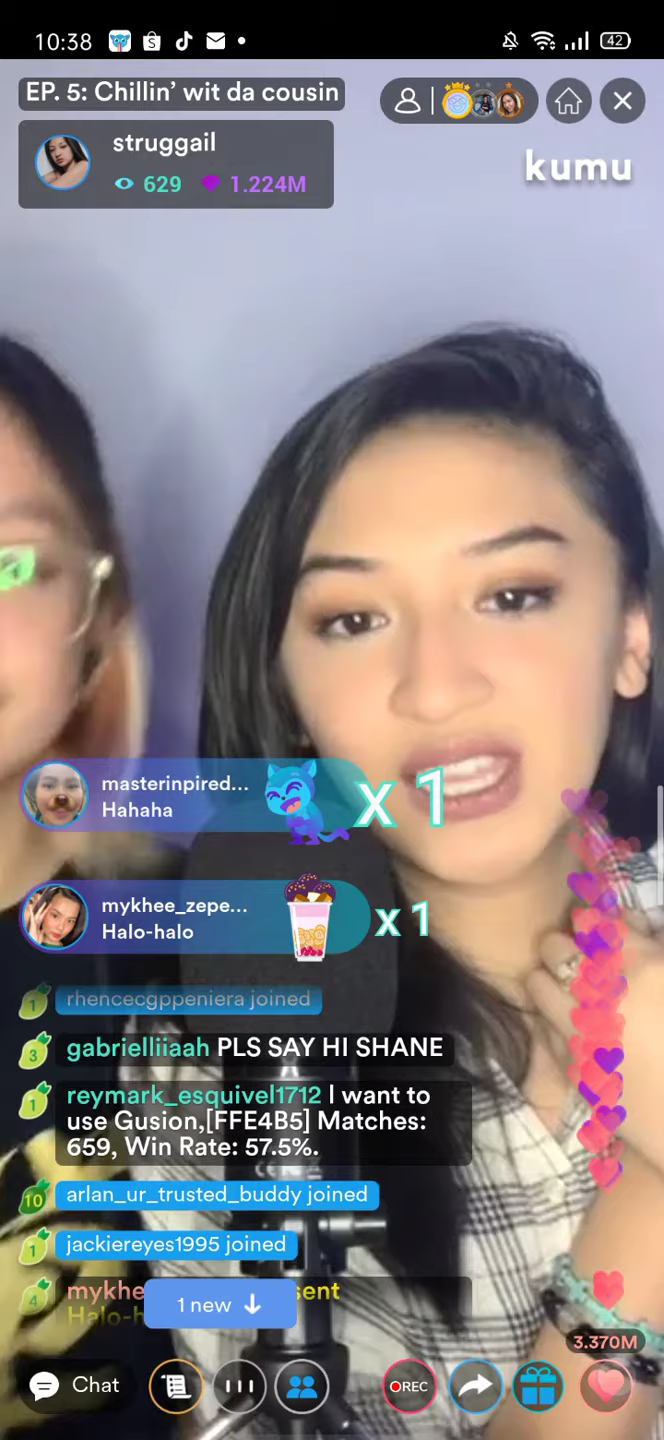 10:38
42
EP. 5: Chillin’ wit da cousin
struggail
629 1.224M
kumu
masterinpired...
Hahaha
x 1
mykhee_zepe...
Halo-halo
x 1
1 rhencecgppeniera joined
3 gabrielliiaah PLS SAY HI SHANE
1 reymark_esquivel1712 I want to
use Gusion,[FFE4B5] Matches:
659, Win Rate: 57.5%.
10 arlan_ur_trusted_buddy joined
1 jackiereyes1995 joined
4 mykhe sent
1 new
3.370M
Chat
REC